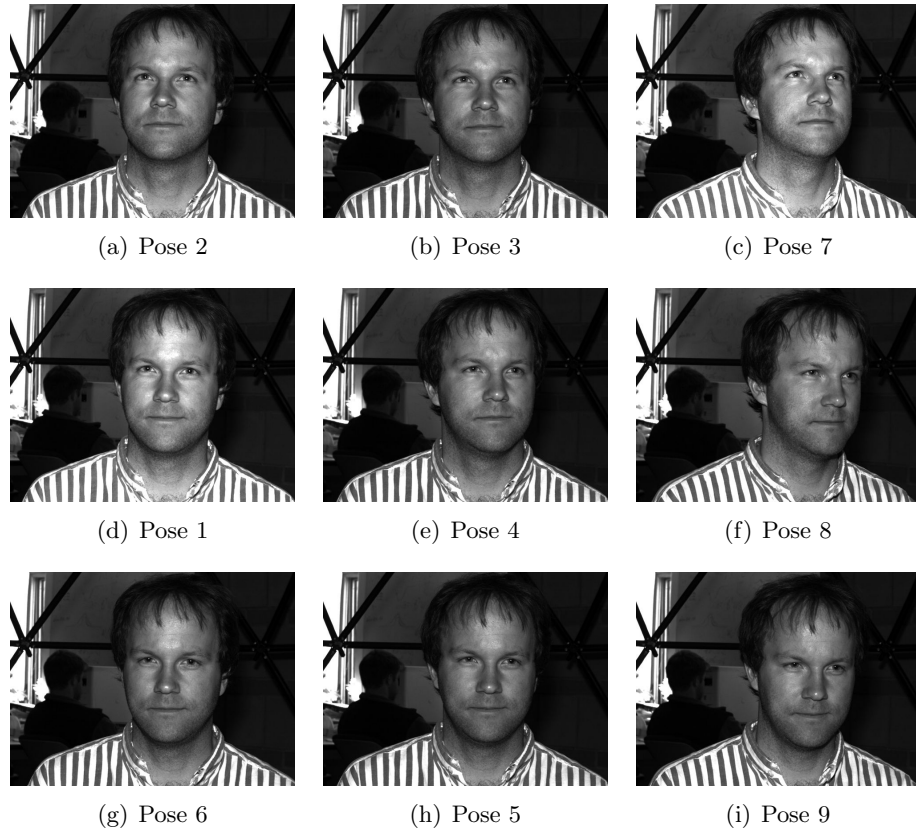 (a) Pose 2
(b) Pose 3
(c) Pose 7
(d) Pose 1
(e) Pose 4
(f) Pose 8
(g) Pose 6
(h) Pose 5
(i) Pose 9